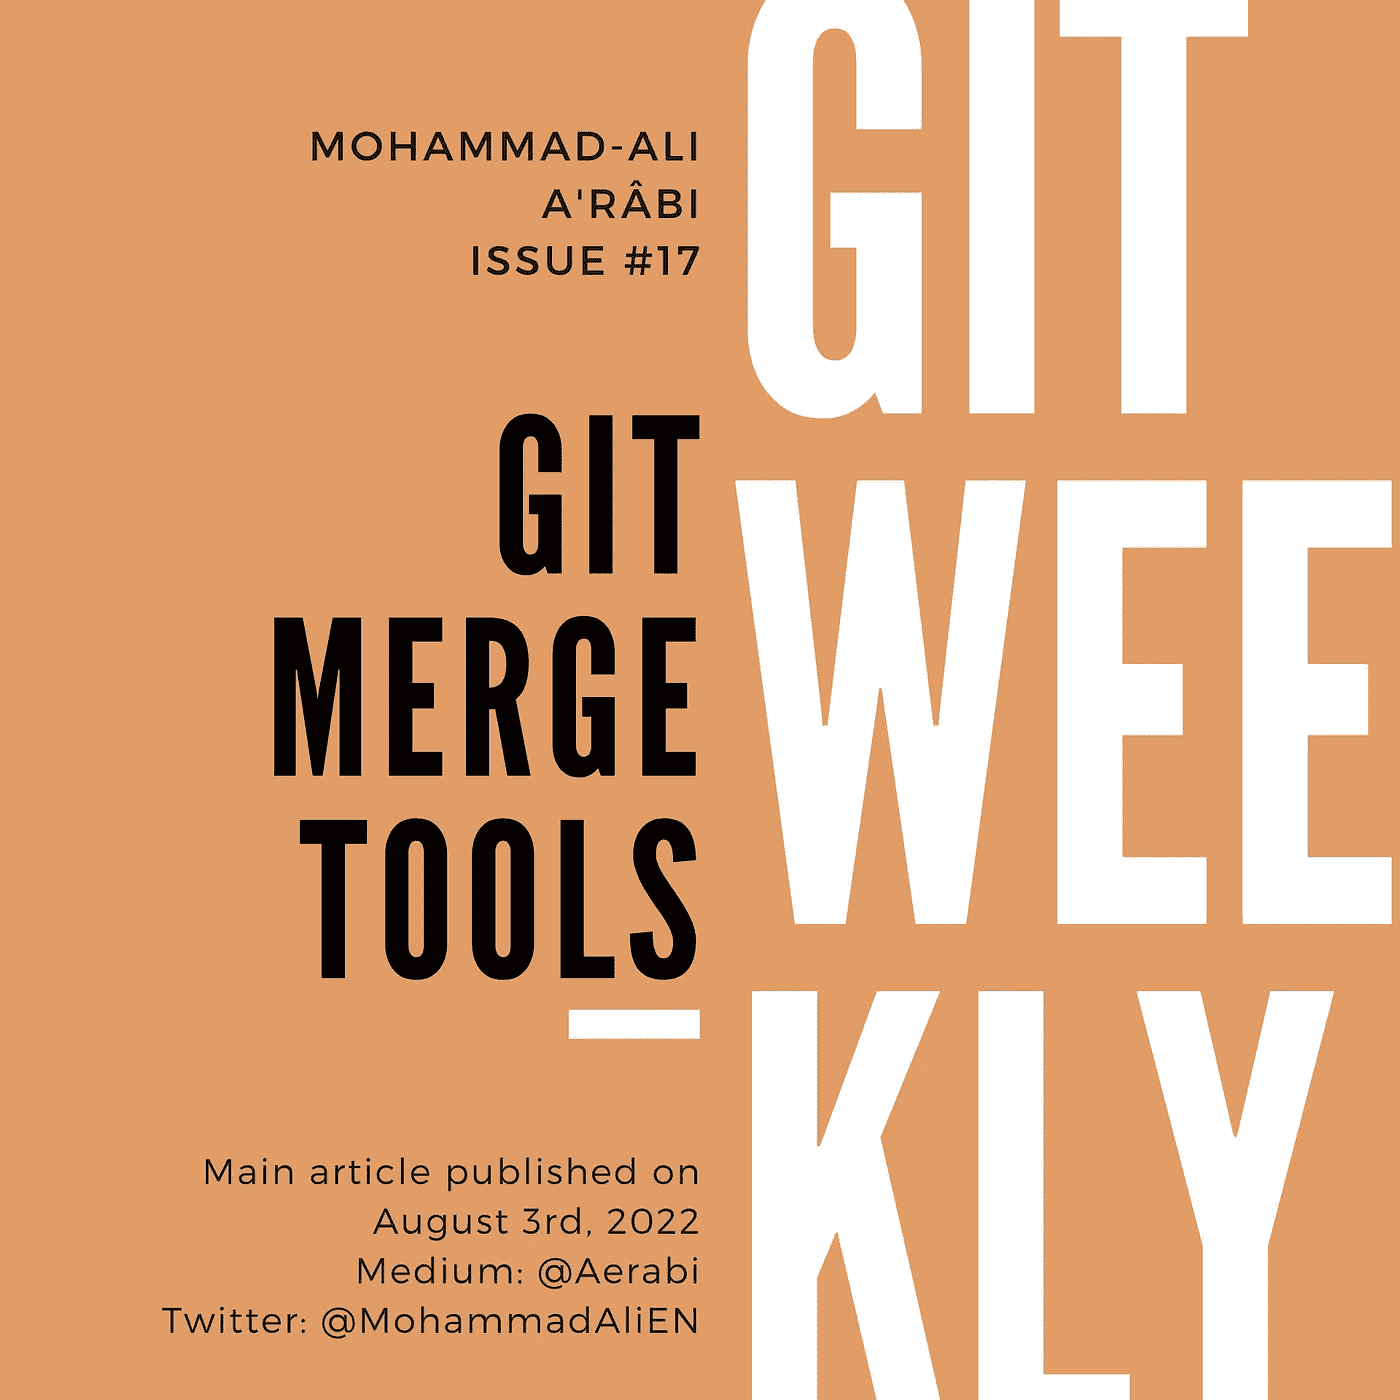 MOHAMMAD-ALI
A'RÂBI
ISSUE #17
GIT
MERGE
TOOLS
Main article published on
August 3rd, 2022
Medium: @Aerabi
Twitter: @MohammadAliEN
GIT
WEE
KLY